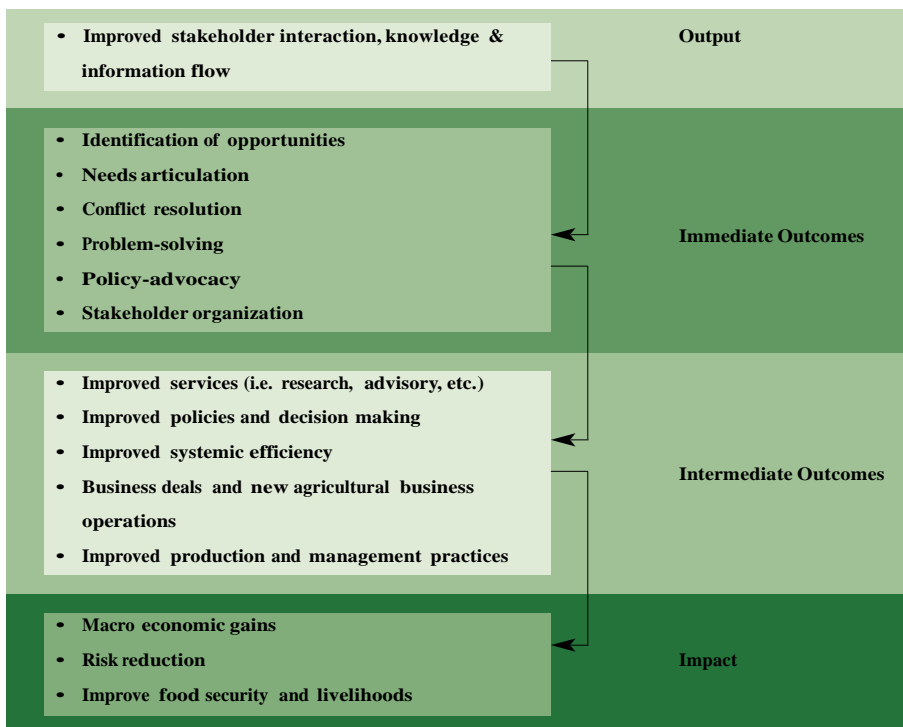 • Improved stakeholder interaction, knowledge &
information flow
Output
• Identification of opportunities
• Needs articulation
• Conflict resolution
• Problem-solving
• Policy-advocacy
• Stakeholder organization
Immediate Outcomes
• Improved services (i.e. research, advisory, etc.)
• Improved policies and decision making
• Improved systemic efficiency
• Business deals and new agricultural business
operations
• Improved production and management practices
Intermediate Outcomes
• Macro economic gains
• Risk reduction
• Improve food security and livelihoods
Impact